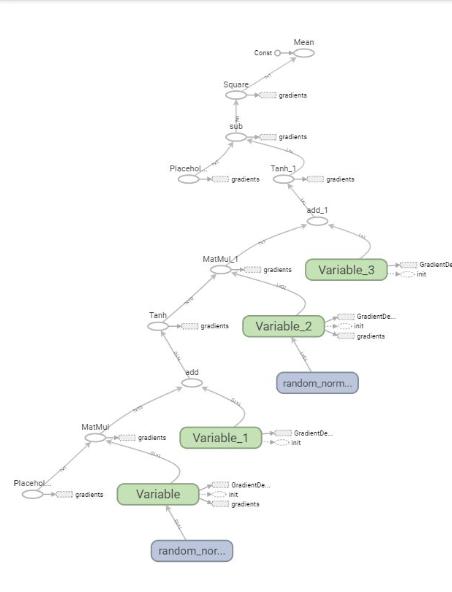 Mean
Const
Square
gradients
sub
gradients
Placehol...
gradients
Tanh_1
gradients
add_1
MatMul_1
gradients
Variable_3
GradientDe...
init
Tanh
gradients
Variable_2
GradientDe...
init
gradients
add
random_norm...
MatMul
gradients
Variable_1
GradientDe...
init
Placehol...
gradients
Variable
GradientDe...
init
gradients
random_nor...